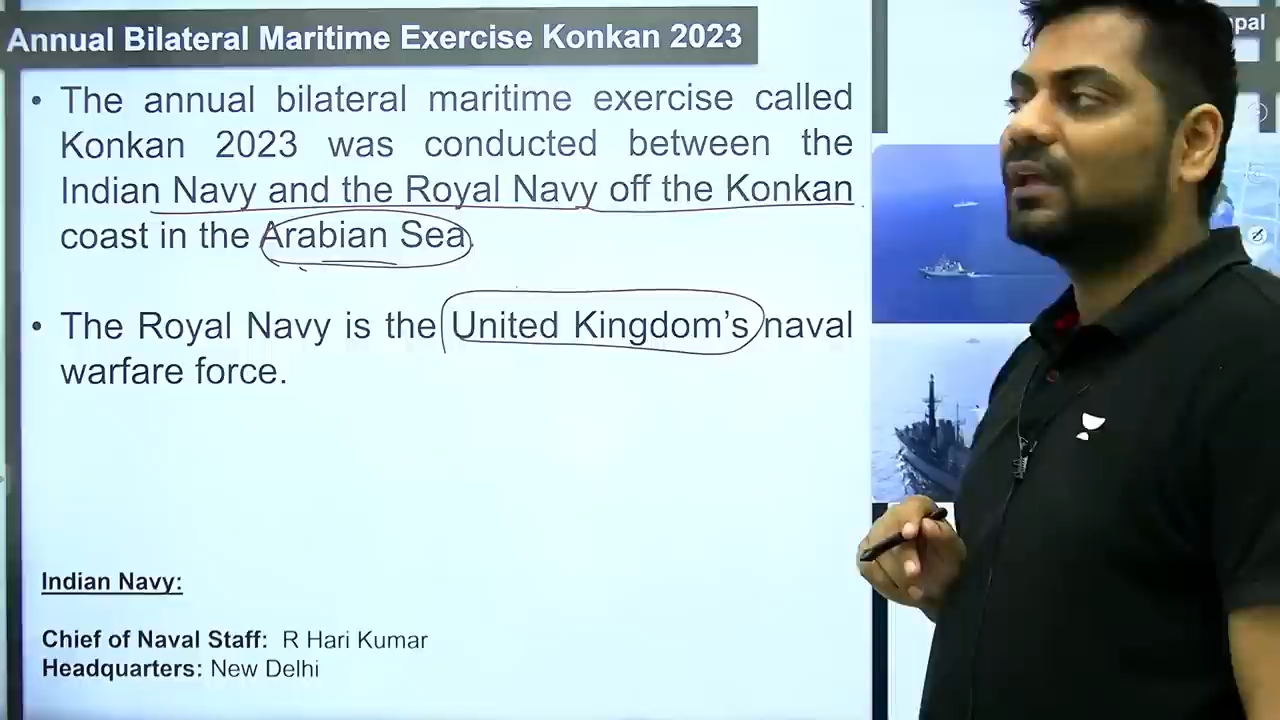 Annual Bilateral Maritime Exercise Konkan 2023
• The annual bilateral maritime exercise called
Konkan 2023 was conducted between the
Indian Navy and the Royal Navy off the Konkan
coast in the Arabian Sea.
• The Royal Navy is the United Kingdom's naval
warfare force.
Indian Navy:
Chief of Naval Staff: R Hari Kumar
Headquarters: New Delhi